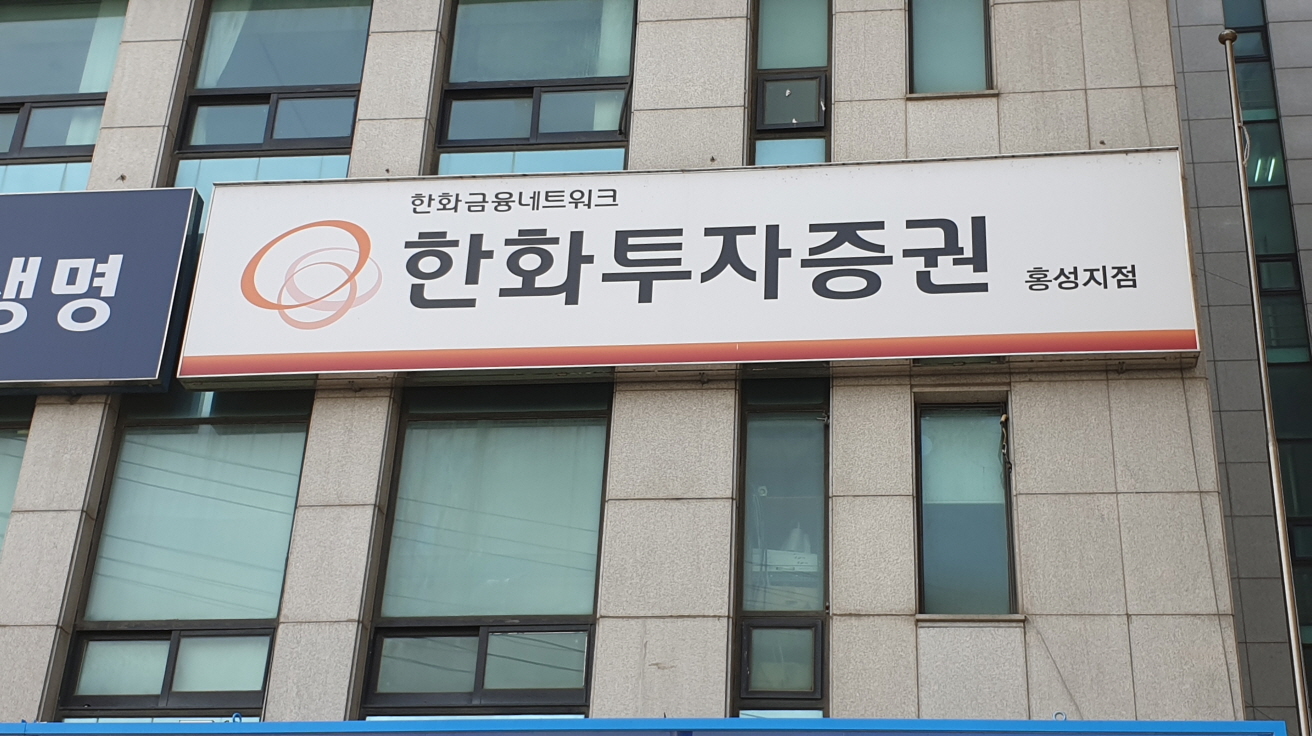 생명
한화금융네트워크
한화투자증권 홍성지점